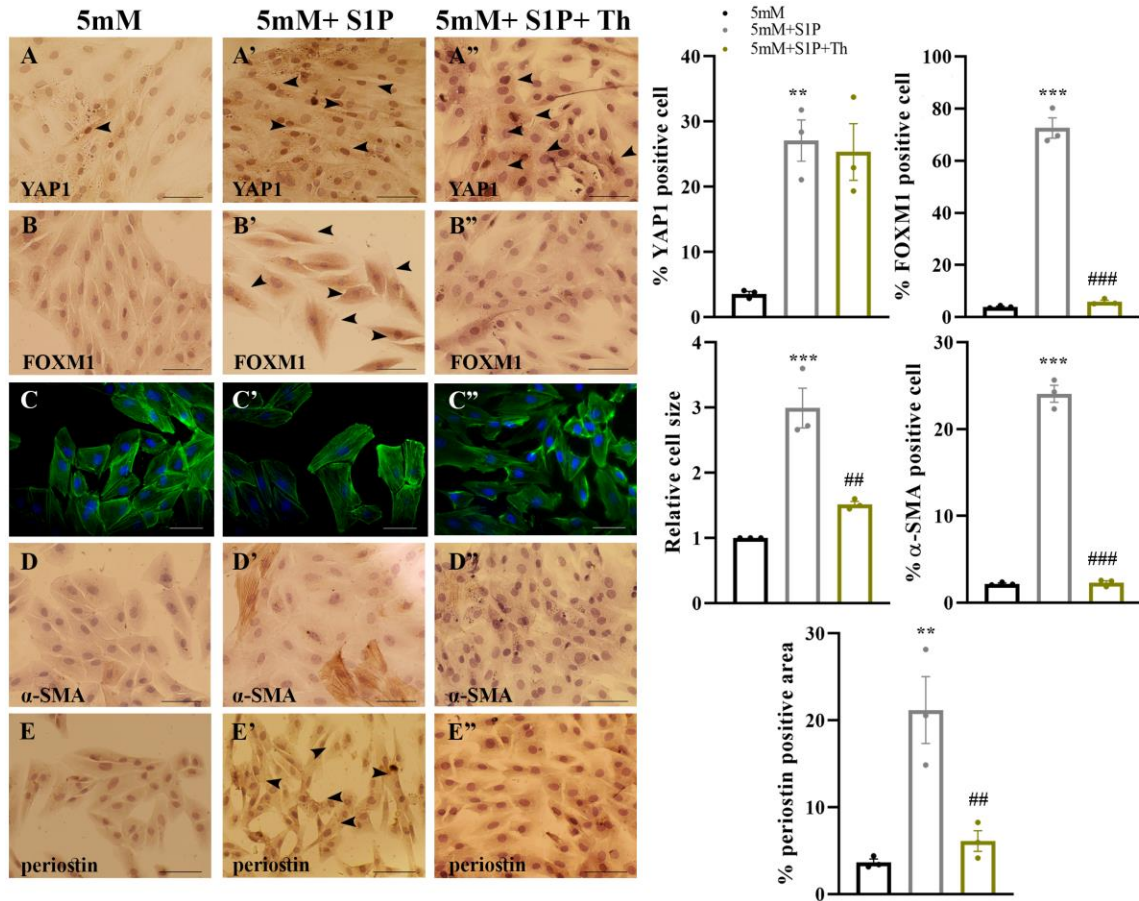 5mM 5mM+ S1P 5mM+ S1P+ Th
A A’ A”
YAP1 YAP1 YAP1
B B’ B”
FOXM1 FOXM1 FOXM1
C C’ C”
D D’ D”
α-SMA α-SMA α-SMA
E E’ E”
periostin periostin periostin
5mM
5mM+S1P
5mM+S1P+Th
% YAP1 positive cell
40
30
20
10
0
**
% FOXM1 positive cell
100
80
60
40
20
0
***
###
Relative cell size
4
3
2
1
0
***
##
% α-SMA positive cell
30
20
10
0
***
###
% periostin positive area
30
20
10
0
**
##